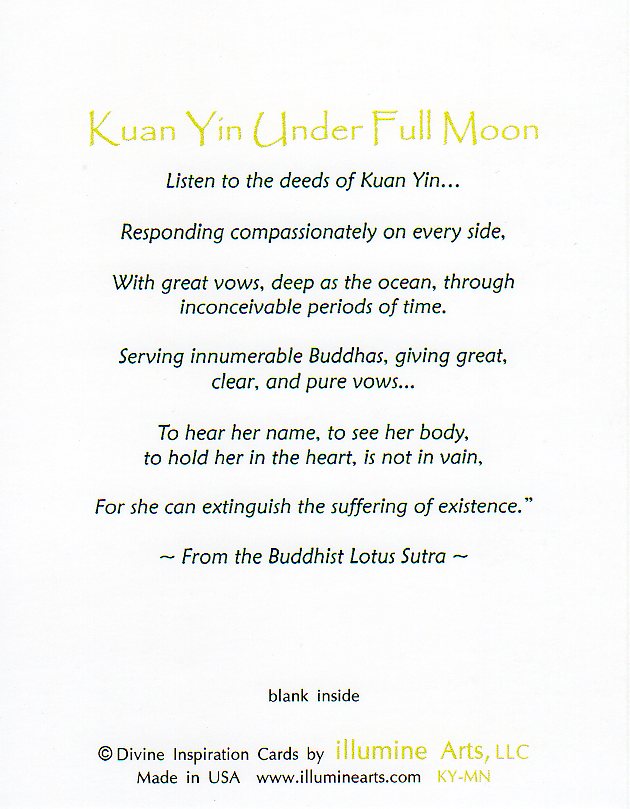 Kuan Yin Under Full Moon
Listen to the deeds of Kuan Yin...
Responding compassionately on every side,
With great vows, deep as the ocean, through
inconceivable periods of time.
Serving innumerable Buddhas, giving great,
clear, and pure vows...
To hear her name, to see her body,
to hold her in the heart, is not in vain,
For she can extinguish the suffering of existence."
~ From the Buddhist Lotus Sutra ~
blank inside
© Divine Inspiration Cards by illumine Arts, LLC
Made in USA www.illuminearts.com KY-MN